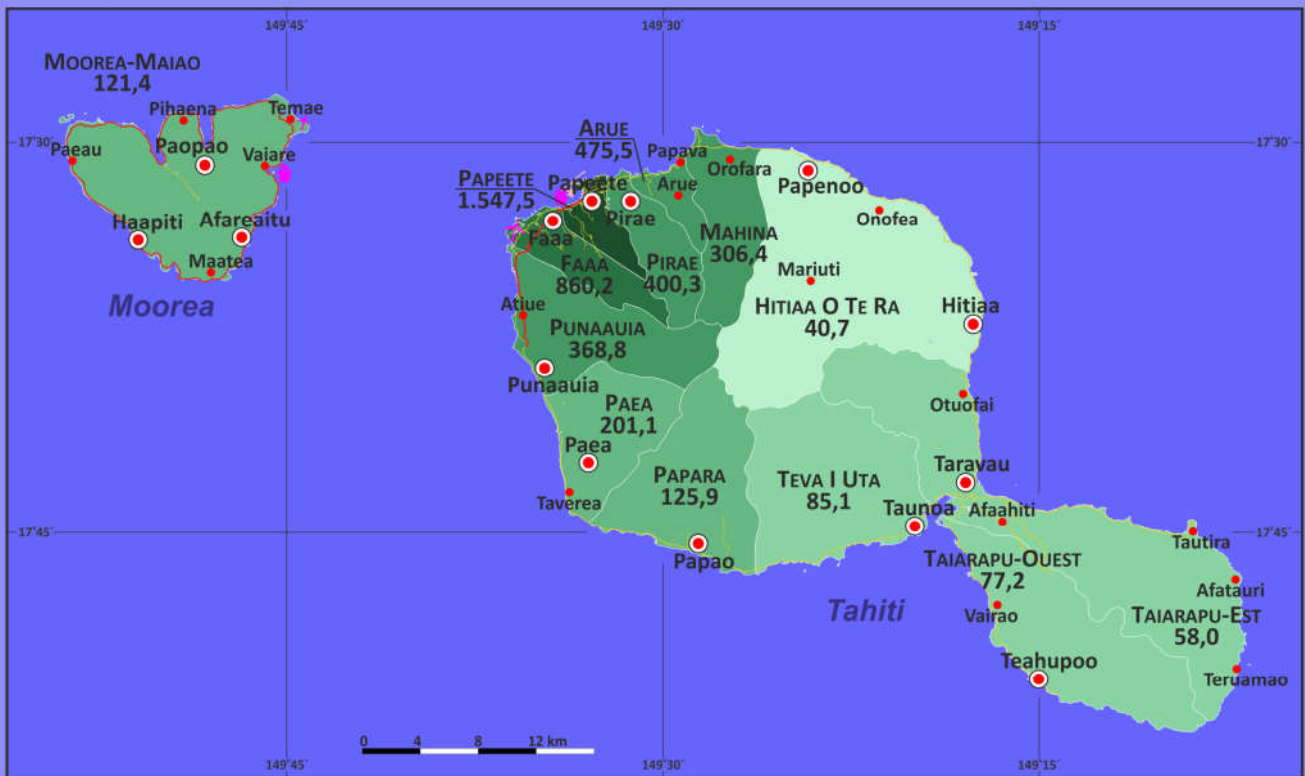 149°45′
149°30′
149°15′
MOOREA-MAIAO
121,4
Pihaena
Temae
Paopao
Paeau
Vaiare
Haapiti
Afareaitu
Maatea
Moorea
17°30′
17°30′
ARUE
475,5
Papava
Orofara
PAPEETE
1.547,5
Papeete
Arue
Pirae
Faaa
Papenoo
Onofea
MAHINA
306,4
FAAA
860,2
PIRAE
400,3
Mariuti
HITIAA O TE RA
40,7
Hitiaa
Atiue
PUNAAUIA
368,8
Punaauia
Otuofai
PAEA
201,1
Paea
Taverea
PAPARA
125,9
Papao
TEVA I UTA
85,1
Taravau
Taunoa
Afaahiti
17°45′
17°45′
Tautira
TAIARAPU-OUEST
77,2
Afatauri
Vairao
TAIARAPU-EST
58,0
Tahiti
Teahupoo
Teruamao
0 4 8 12 km
149°45′
149°30′
149°15′